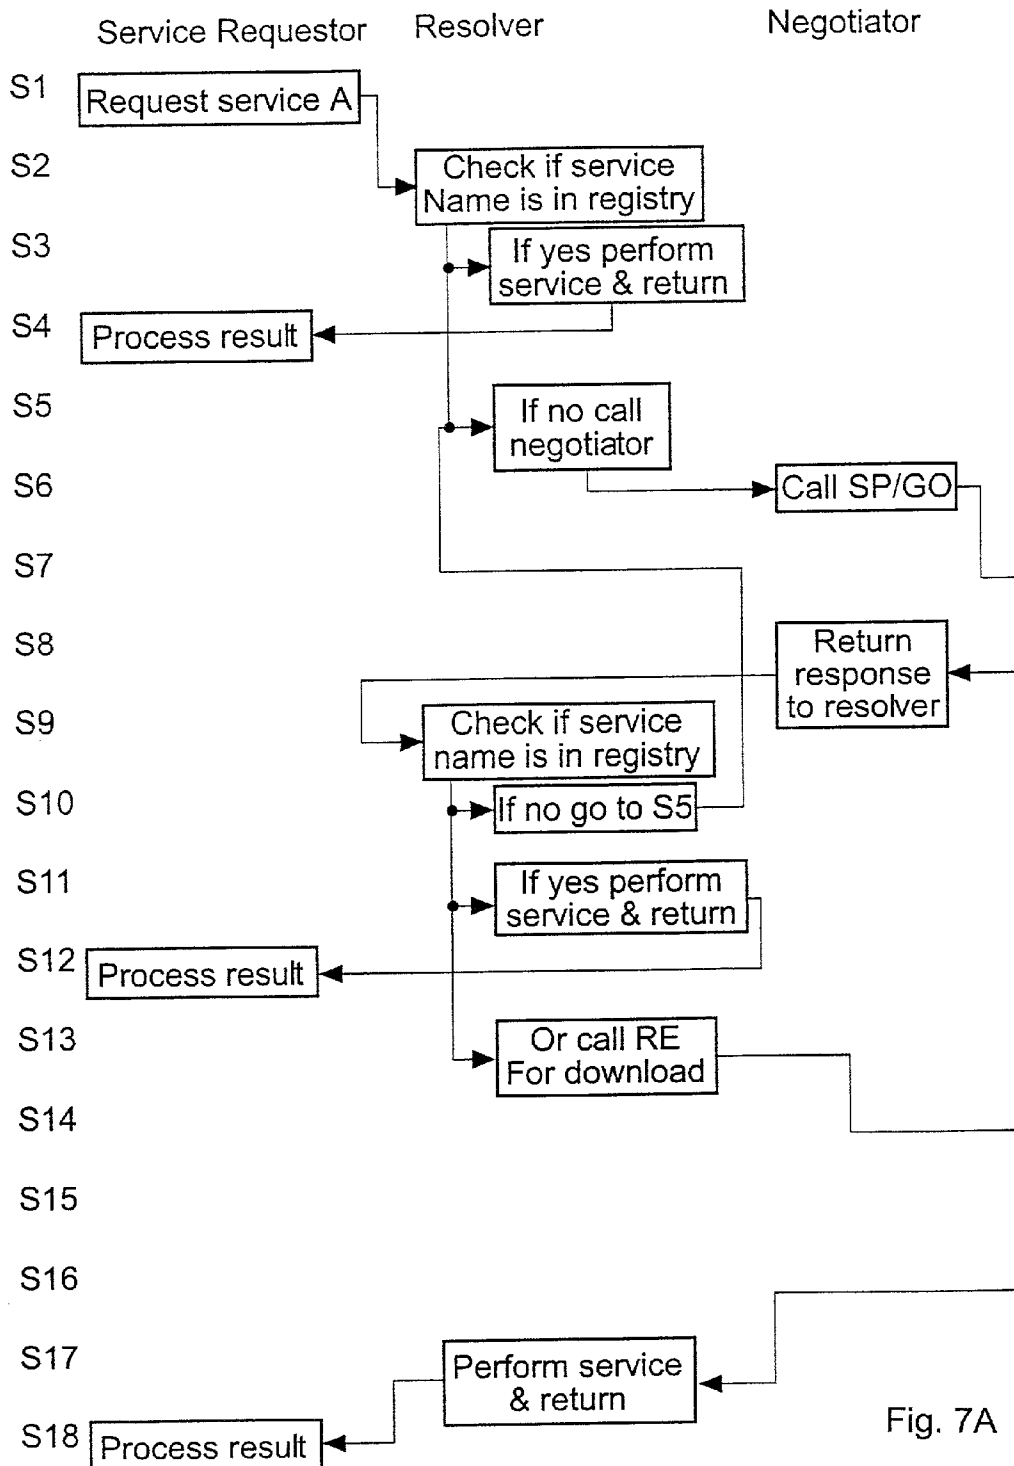 Service Requestor Resolver Negotiator
S1
Request service A
S2
Check if service
Name is in registry
S3
If yes perform
service & return
S4
Process result
S5
If no call
negotiator
S6
Call SP/GO
S7
S8
Return
response
to resolver
S9
Check if service
name is in registry
S10
If no go to S5
S11
If yes perform
service & return
S12
Process result
S13
Or call RE
For download
S14
S15
S16
S17
Perform service
& return
S18
Process result
Fig. 7A